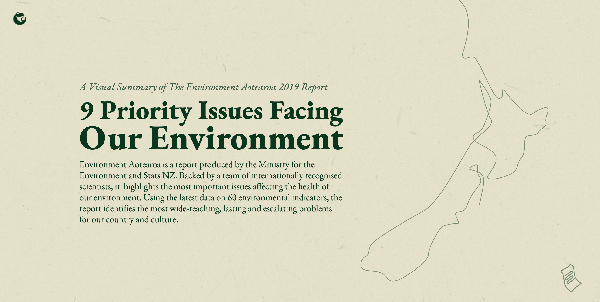 A Visual Summary of The Environment Aotearoa 2019 Report
9 Priority Issues Facing
Our Environment
Environment Aotearoa is a report produced by the Ministry for the
Environment and Stats NZ. Backed by a team of internationally recognised
scientists, it highlights the most important issues affecting the health of
our environment. Using the latest data on 60 environmental indicators, the
report identifies the most wide-reaching, lasting and escalating problems
for our country and culture.